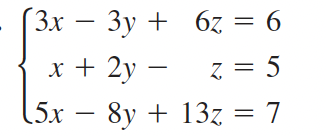 3x − 3y + 6z = 6
x + 2y − z = 5
5x − 8y + 13z = 7